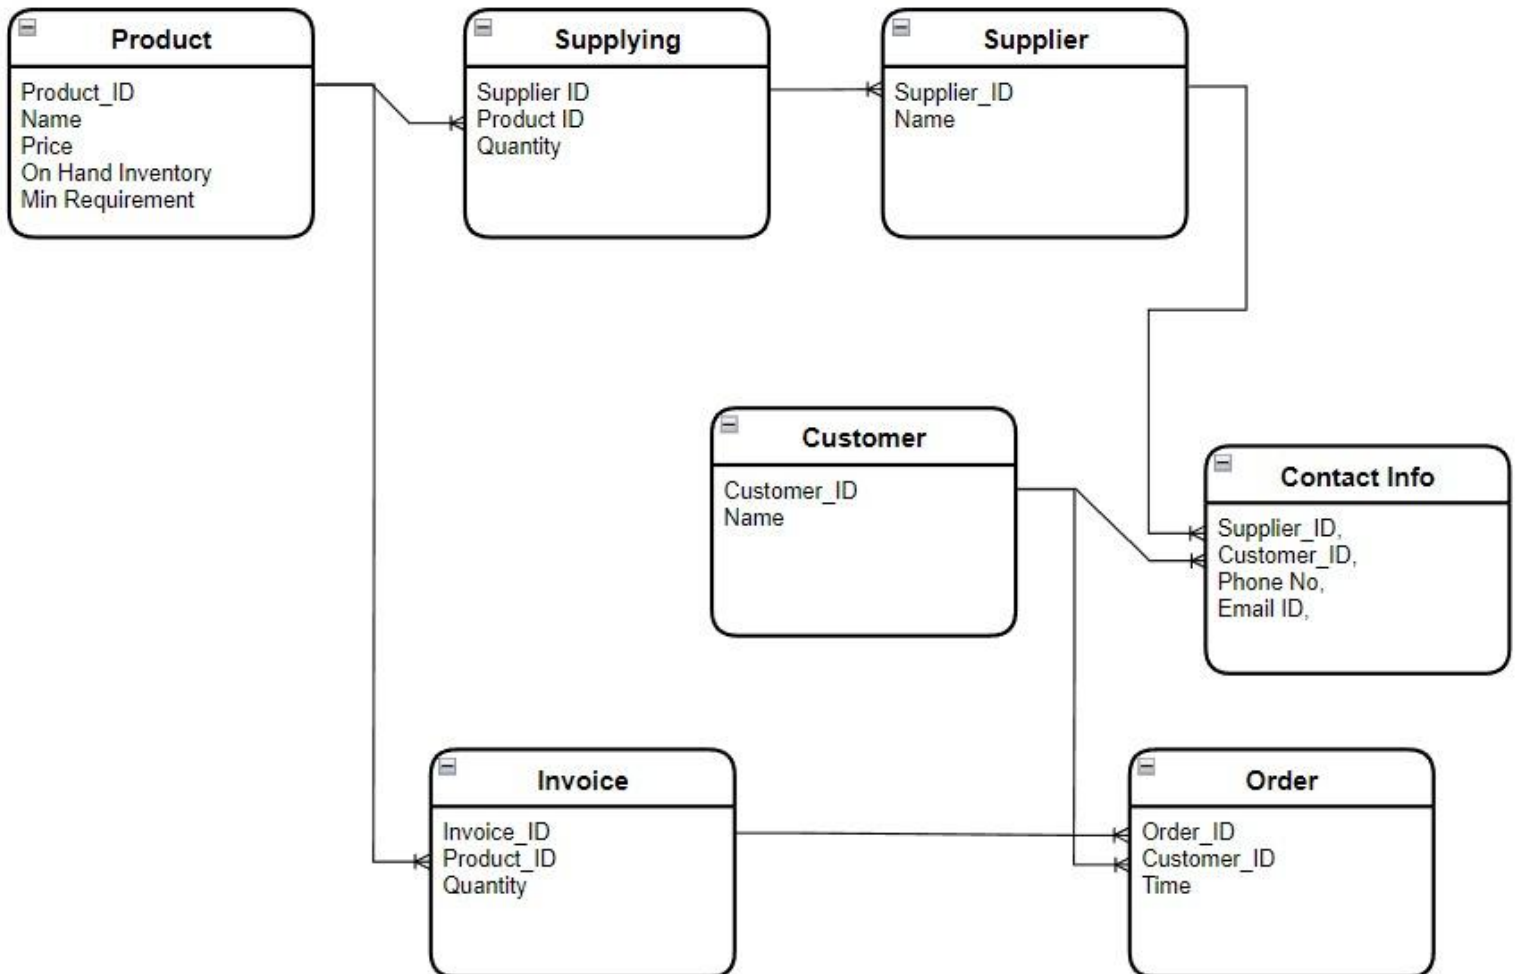 Product
Product_ID
Name
Price
On Hand Inventory
Min Requirement
Supplying
Supplier ID
Product ID
Quantity
Supplier
Supplier_ID
Name
Customer
Customer_ID
Name
Contact Info
Supplier_ID,
Customer_ID,
Phone No,
Email ID,
Invoice
Invoice_ID
Product_ID
Quantity
Order
Order_ID
Customer_ID
Time